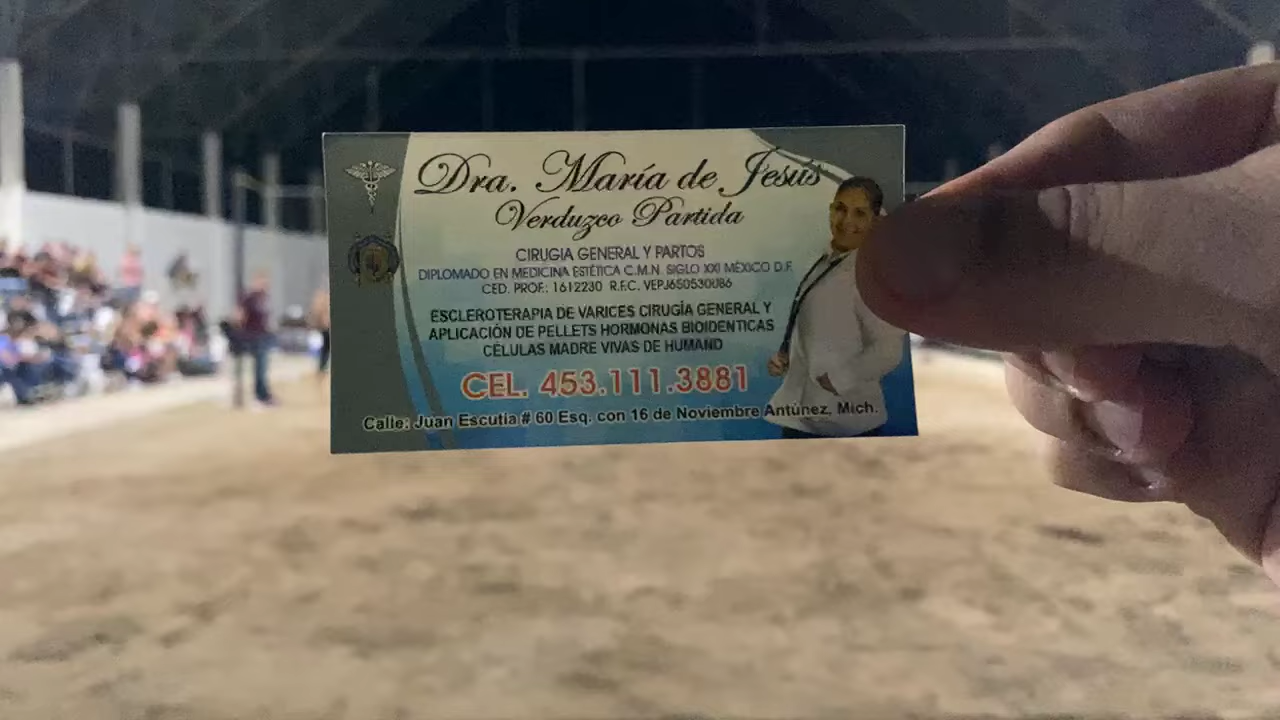 Dra. María de Jesús
Verduzco Partida
CIRUGIA GENERAL Y PARTOS
DIPLOMADO EN MEDICINA ESTÉTICA C.M.N. SIGLO XXI MÉXICO D.F.
CED. PROF.: 1612230 R.F.C. VEPJ650530U86
ESCLEROTERAPIA DE VARICES CIRUGÍA GENERAL Y
APLICACIÓN DE PELLETS HORMONAS BIOIDENTICAS
CÉLULAS MADRE VIVAS DE HUMANO
CEL. 453.111.3881
Calle: Juan Escutia # 60 Esq. con 16 de Noviembre Antúnez, Mich.